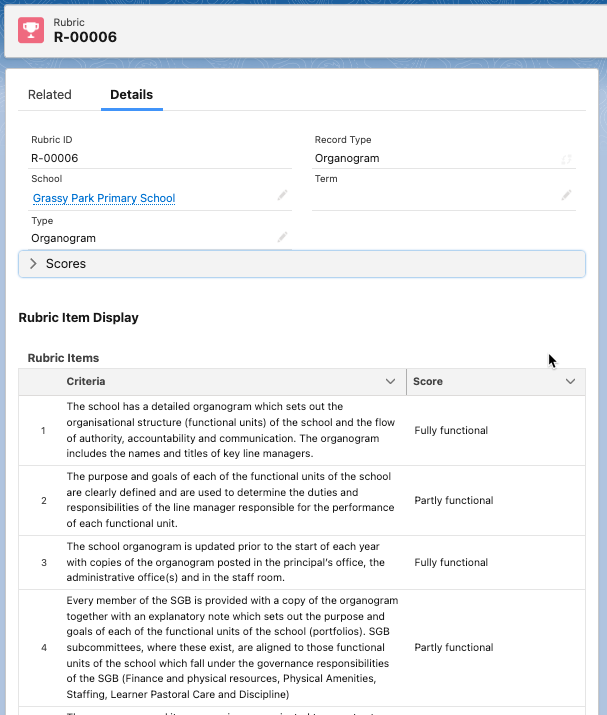 Rubric
R-00006
Related
Details
Rubric ID
R-00006
Record Type
Organogram
School
Grassy Park Primary School
Term
Type
Organogram
Scores
Rubric Item Display
Rubric Items
Criteria
Score
1
The school has a detailed organogram which sets out the
organisational structure (functional units) of the school and the flow
of authority, accountability and communication. The organogram
includes the names and titles of key line managers.
Fully functional
2
The purpose and goals of each of the functional units of the school
are clearly defined and are used to determine the duties and
responsibilities of the line manager responsible for the performance
of each functional unit.
Partly functional
3
The school organogram is updated prior to the start of each year
with copies of the organogram posted in the principal's office, the
administrative office(s) and in the staff room.
Fully functional
4
Every member of the SGB is provided with a copy of the organogram
together with an explanatory note which sets out the purpose and
goals of each of the functional units of the school (portfolios). SGB
subcommittees, where these exist, are aligned to those functional
units of the school which fall under the governance responsibilities
of the SGB (Finance and physical resources, Physical Amenities,
Staffing, Learner Pastoral Care and Discipline)
Partly functional